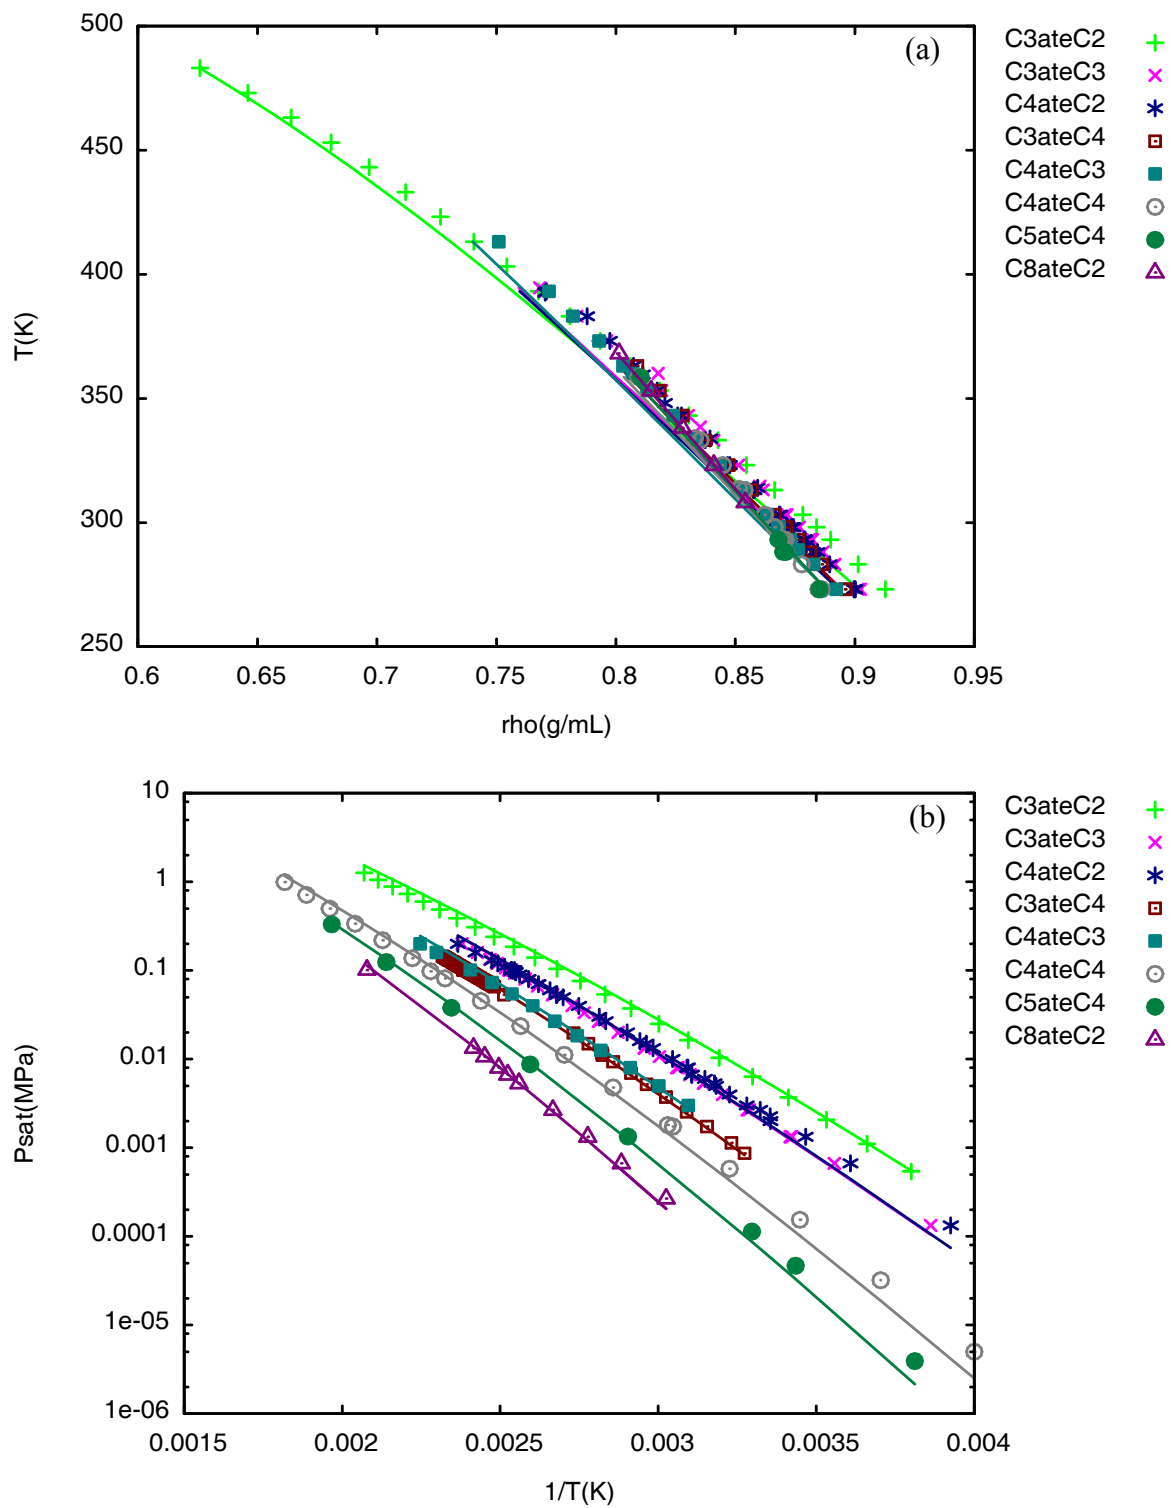 (a)
500
450
400
350
300
250
T(K)
0.6 0.65 0.7 0.75 0.8 0.85 0.9 0.95
rho(g/mL)
C3ateC2
C3ateC3
C4ateC2
C3ateC4
C4ateC3
C4ateC4
C5ateC4
C8ateC2
(b)
10
1
0.1
0.01
0.001
0.0001
1e-05
1e-06
Psat(MPa)
0.0015 0.002 0.0025 0.003 0.0035 0.004
1/T(K)
C3ateC2
C3ateC3
C4ateC2
C3ateC4
C4ateC3
C4ateC4
C5ateC4
C8ateC2